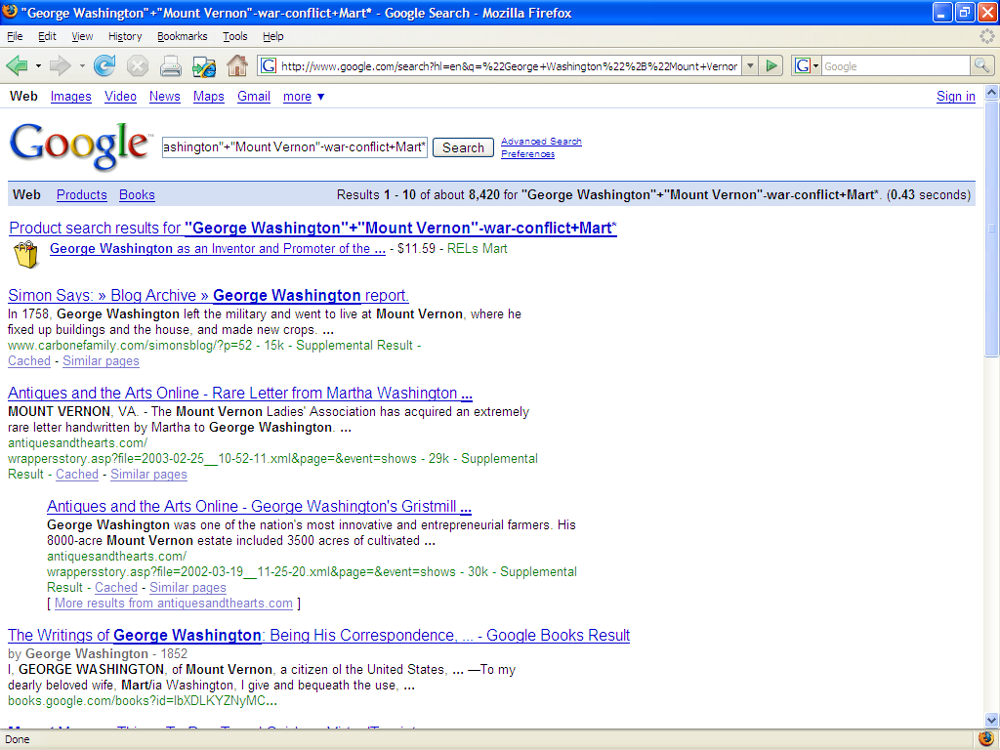 "George Washington"+"Mount Vernon"-war-conflict+Mart* - Google Search - Mozilla Firefox
File Edit View History Bookmarks Tools Help
http://www.google.com/search?hl=en&q=%22George+Washington%22%2B%22Mount+Vernor G Google
Web Images Video News Maps Gmail more ▼ Sign in
Google™ ashington"+"Mount Vernon"-war-conflict+Mart* Search Advanced Search
Preferences
Web Products Books Results 1 - 10 of about 8,420 for "George Washington"+"Mount Vernon"-war-conflict+Mart*. (0.43 seconds)
Product search results for "George Washington"+"Mount Vernon"-war-conflict+Mart*
George Washington as an Inventor and Promoter of the ... - $11.59 - RELs Mart
Simon Says: » Blog Archive » George Washington report.
In 1758, George Washington left the military and went to live at Mount Vernon, where he
fixed up buildings and the house, and made new crops. ...
www.carbonefamily.com/simonsblog/?p=52 - 15k - Supplemental Result -
Cached - Similar pages
Antiques and the Arts Online - Rare Letter from Martha Washington ...
MOUNT VERNON, VA. - The Mount Vernon Ladies' Association has acquired an extremely
rare letter handwritten by Martha to George Washington. ...
antiquesandthearts.com/
wrappersstory.asp?file=2003-02-25__10-52-11.xml&page=&event=shows - 29k - Supplemental
Result - Cached - Similar pages
Antiques and the Arts Online - George Washington's Gristmill ...
George Washington was one of the nation's most innovative and entrepreneurial farmers. His
8000-acre Mount Vernon estate included 3500 acres of cultivated ...
antiquesandthearts.com/
wrappersstory.asp?file=2002-03-19__11-25-20.xml&page=&event=shows - 30k - Supplemental
Result - Cached - Similar pages
[ More results from antiquesandthearts.com ]
The Writings of George Washington: Being His Correspondence, ... - Google Books Result
by George Washington - 1852
I, GEORGE WASHINGTON, of Mount Vernon, a citizen ol the United States, ... —To my
dearly beloved wife, Mart/ia Washington, I give and bequeath the use, ...
books.google.com/books?id=lbXDLKYZNyMC...
Done